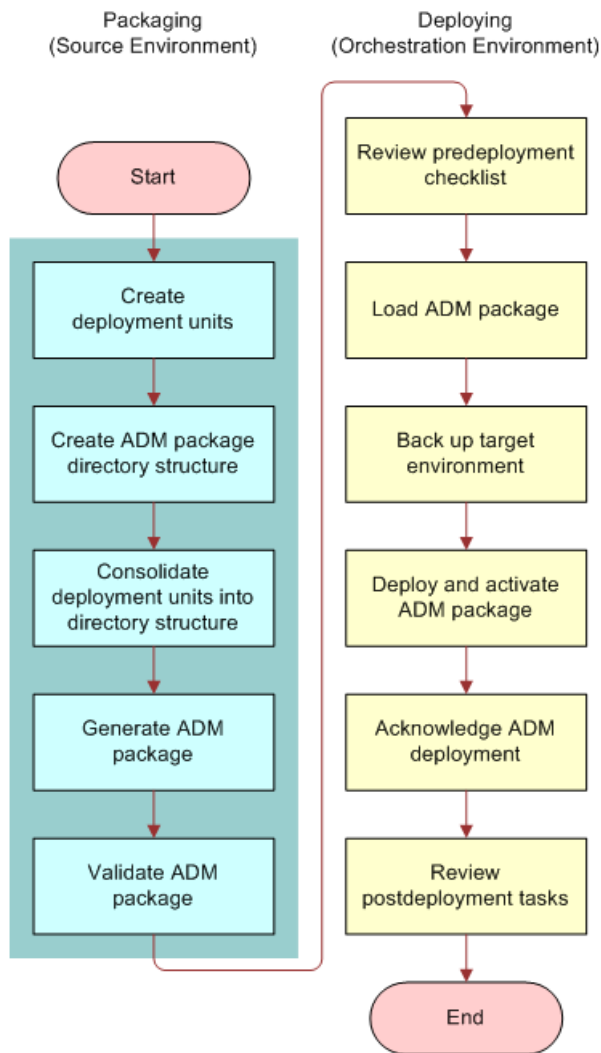 Packaging
(Source Environment)
Start
Create
deployment units
Create ADM package
directory structure
Consolidate
deployment units into
directory structure
Generate ADM
package
Validate ADM
package
Deploying
(Orchestration Environment)
Review predeployment
checklist
Load ADM package
Back up target
environment
Deploy and activate
ADM package
Acknowledge ADM
deployment
Review
postdeployment tasks
End